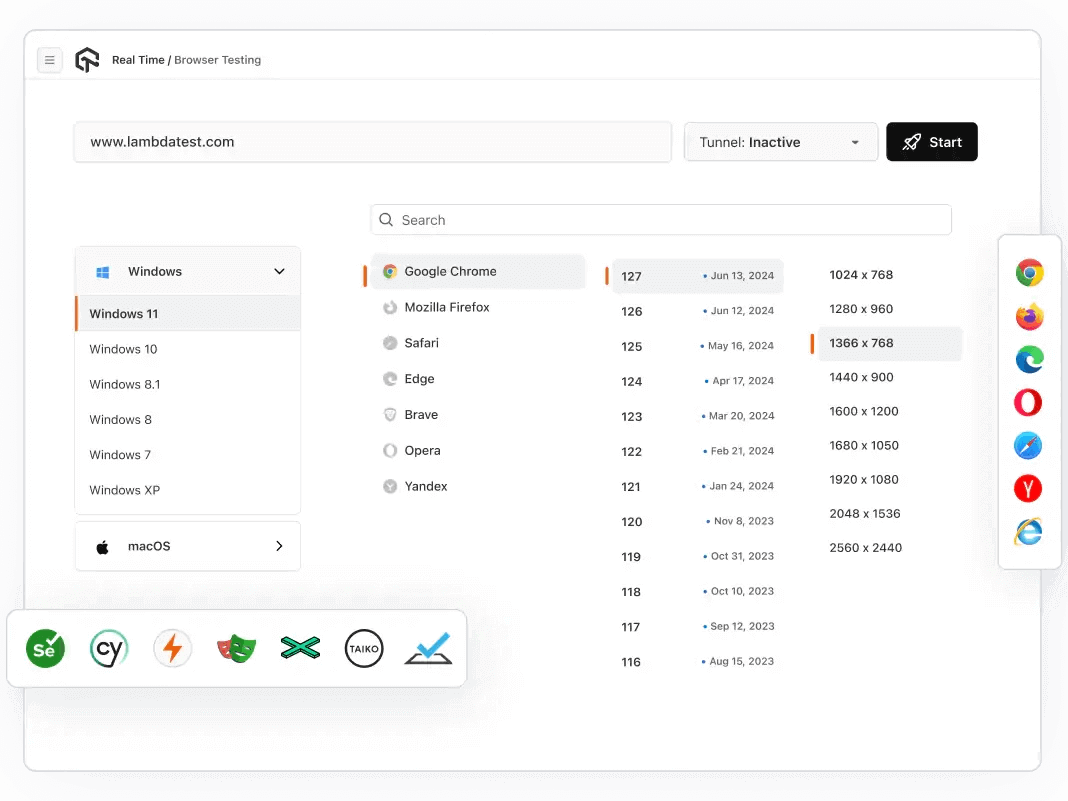 Real Time / Browser Testing
www.lambdatest.com
Tunnel: Inactive
Start
Search
Windows
Windows 11
Windows 10
Windows 8.1
Windows 8
Windows 7
Windows XP
macOS
Google Chrome
Mozilla Firefox
Safari
Edge
Brave
Opera
Yandex
127 • Jun 13, 2024
126 • Jun 12, 2024
125 • May 16, 2024
124 • Apr 17, 2024
123 • Mar 20, 2024
122 • Feb 21, 2024
121 • Jan 24, 2024
120 • Nov 8, 2023
119 • Oct 31, 2023
118 • Oct 10, 2023
117 • Sep 12, 2023
116 • Aug 15, 2023
1024 x 768
1280 x 960
1366 x 768
1440 x 900
1600 x 1200
1680 x 1050
1920 x 1080
2048 x 1536
2560 x 2440
Se
cy
TAIKO